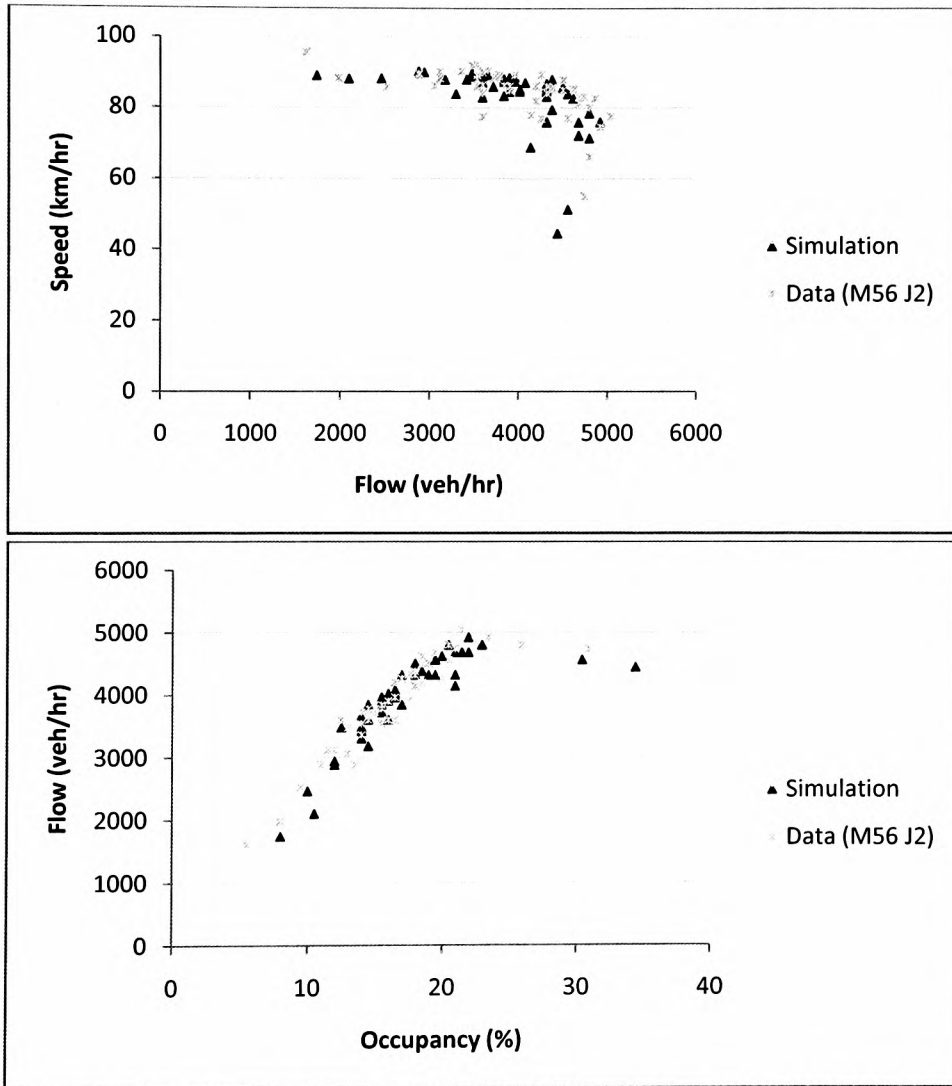 100
80
60
40
20
0
Speed (km/hr)
0 1000 2000 3000 4000 5000 6000
Flow (veh/hr)
Simulation
Data (M56 J2)
6000
5000
4000
3000
2000
1000
0
Flow (veh/hr)
0 10 20 30 40
Occupancy (%)
Simulation
Data (M56 J2)